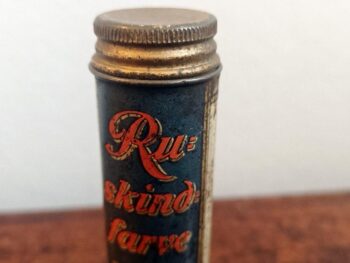 Ru=
skind=
farve